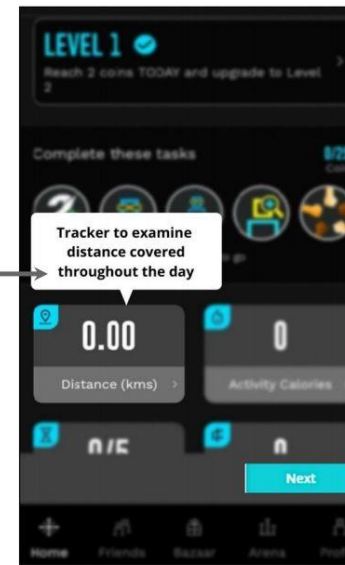 LEVEL 1
Reach 2 coins TODAY and upgrade to Level
2
Complete these tasks
Tracker to examine
distance covered
throughout the day
go
0.00
0
Distance (kms)
Activity Calories
0/5
0
Next
Home
Friends
Bazaar
Arena